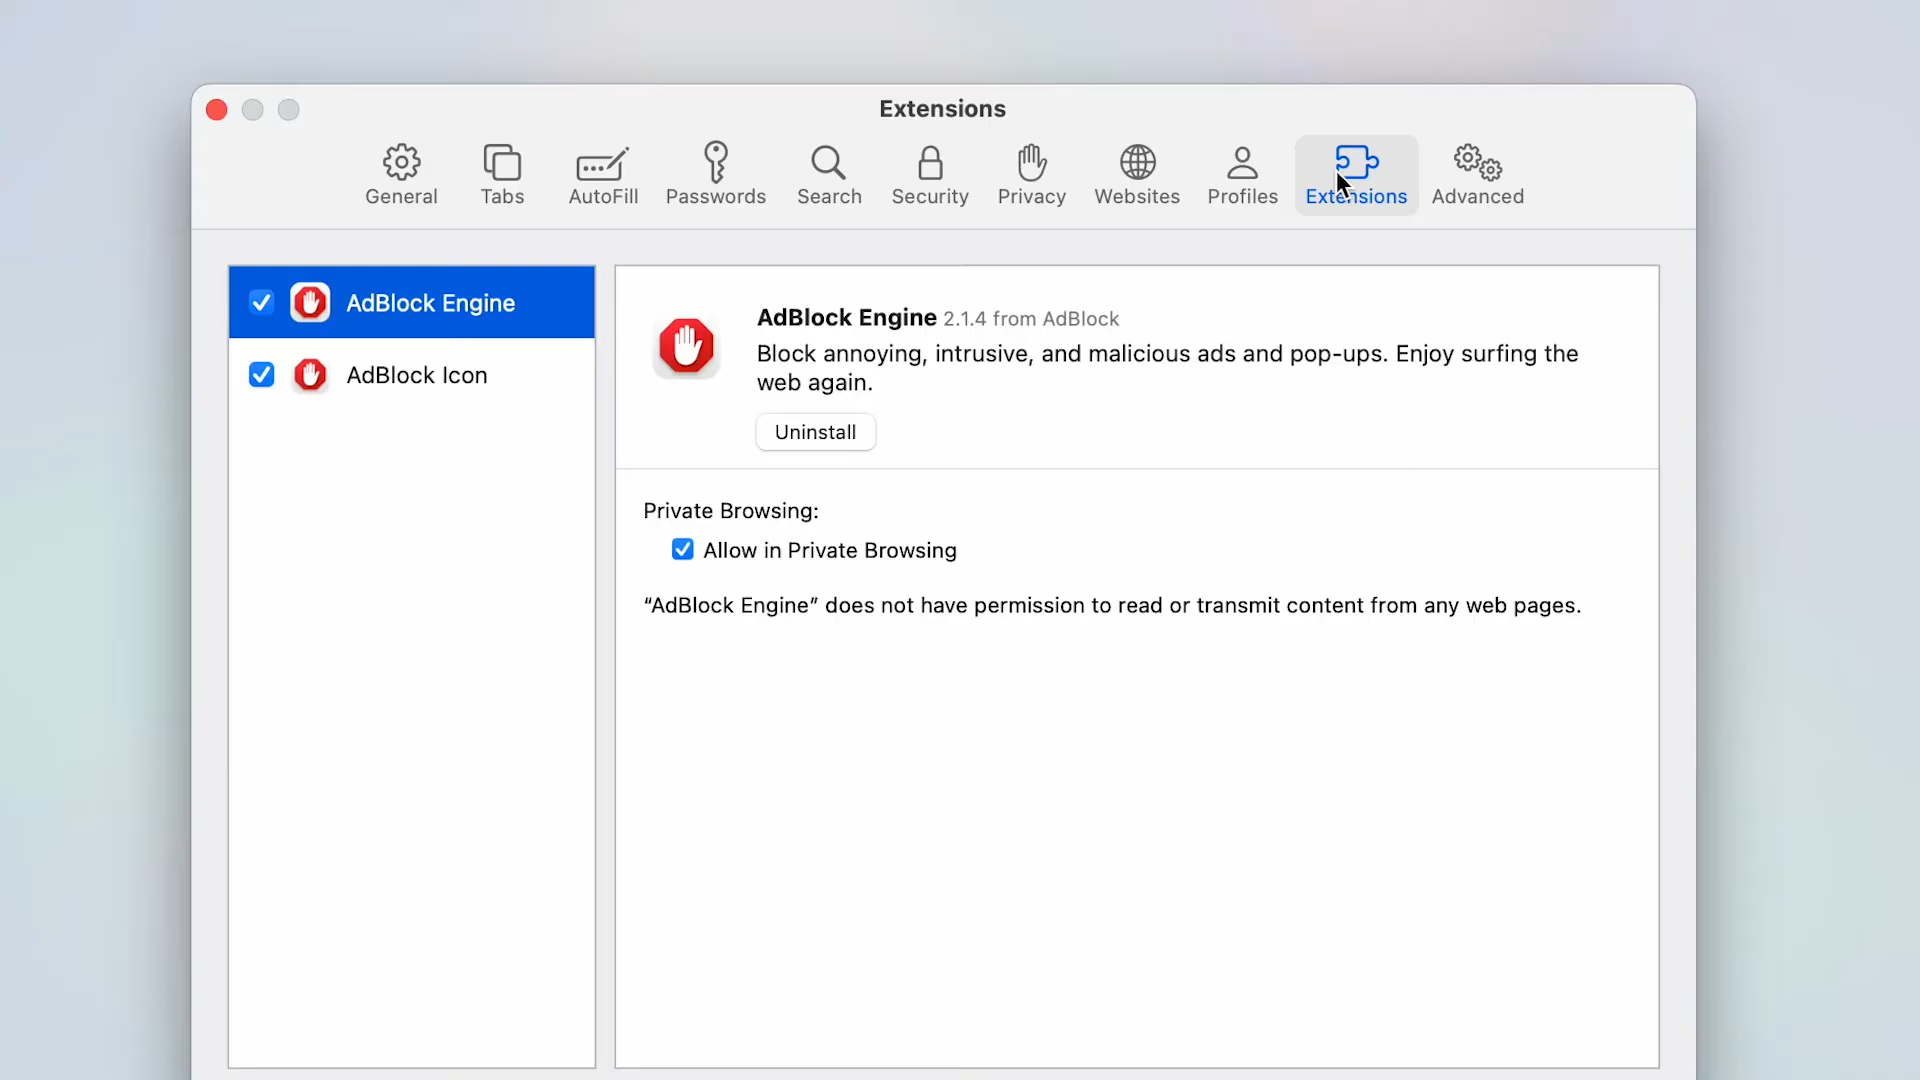 Extensions
General Tabs AutoFill Passwords Search Security Privacy Websites Profiles Extensions Advanced
AdBlock Engine
AdBlock Icon
AdBlock Engine 2.1.4 from AdBlock
Block annoying, intrusive, and malicious ads and pop-ups. Enjoy surfing the
web again.
Uninstall
Private Browsing:
Allow in Private Browsing
“AdBlock Engine” does not have permission to read or transmit content from any web pages.